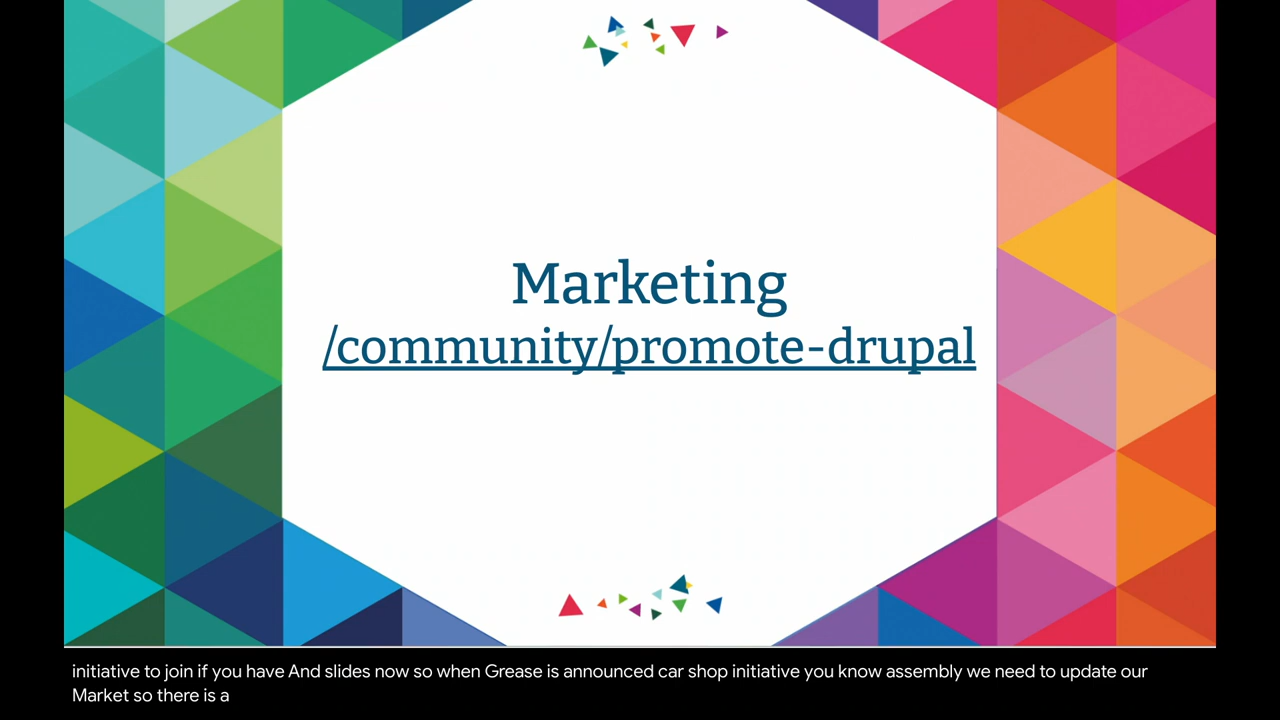 Marketing
/community/promote-drupal
initiative to join if you have And slides now so when Grease is announced car shop initiative you know assembly we need to update our
Market so there is a